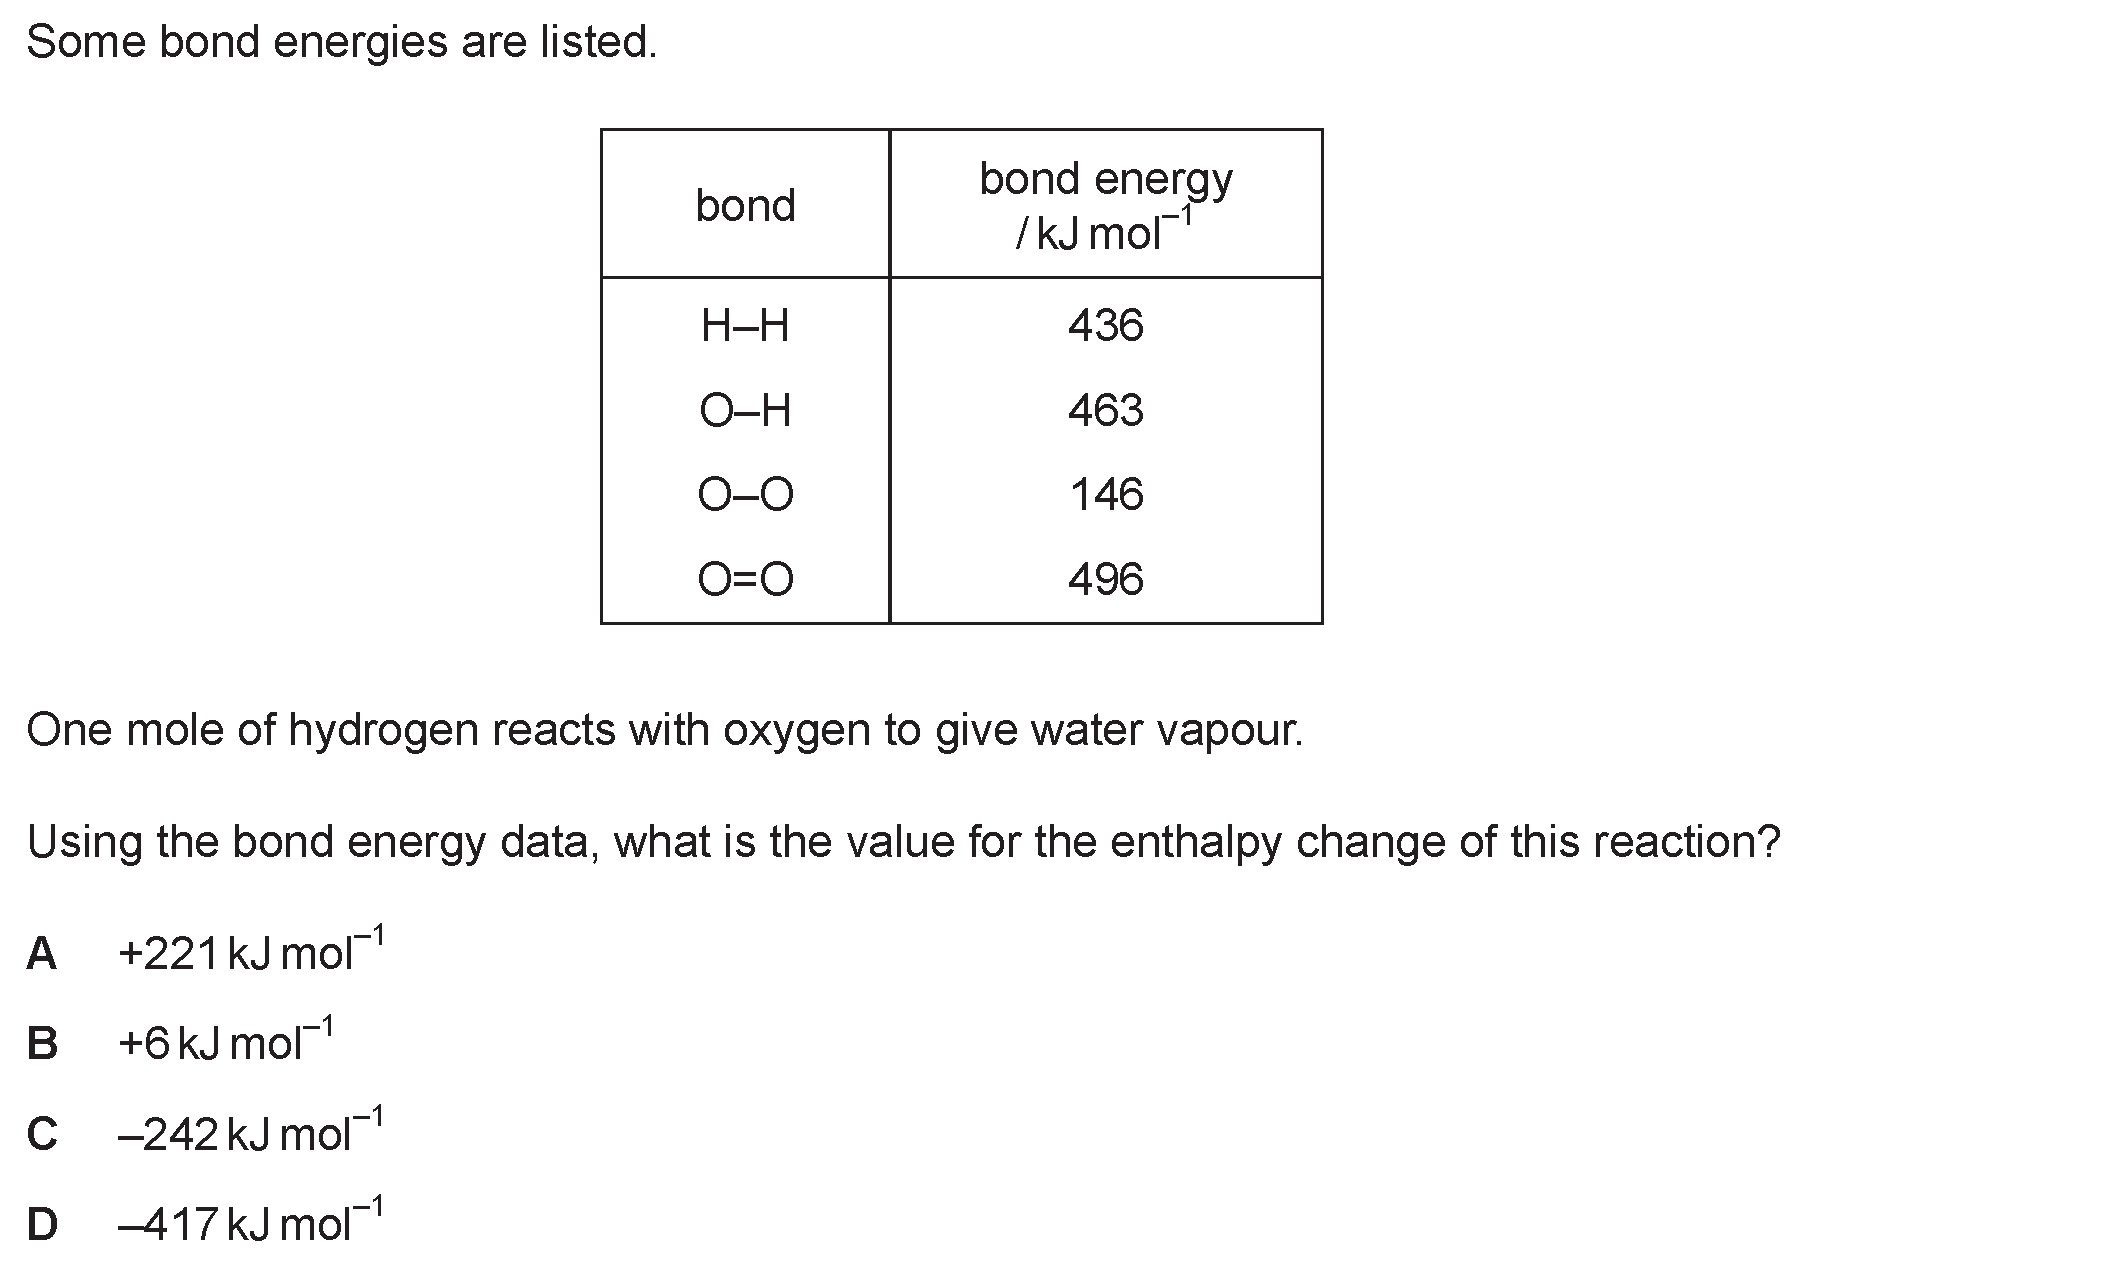 Some bond energies are listed.
bond
bond energy
/ kJ mol⁻¹
H–H 436
O–H 463
O–O 146
O=O 496
One mole of hydrogen reacts with oxygen to give water vapour.
Using the bond energy data, what is the value for the enthalpy change of this reaction?
A +221 kJ mol⁻¹
B +6 kJ mol⁻¹
C –242 kJ mol⁻¹
D –417 kJ mol⁻¹